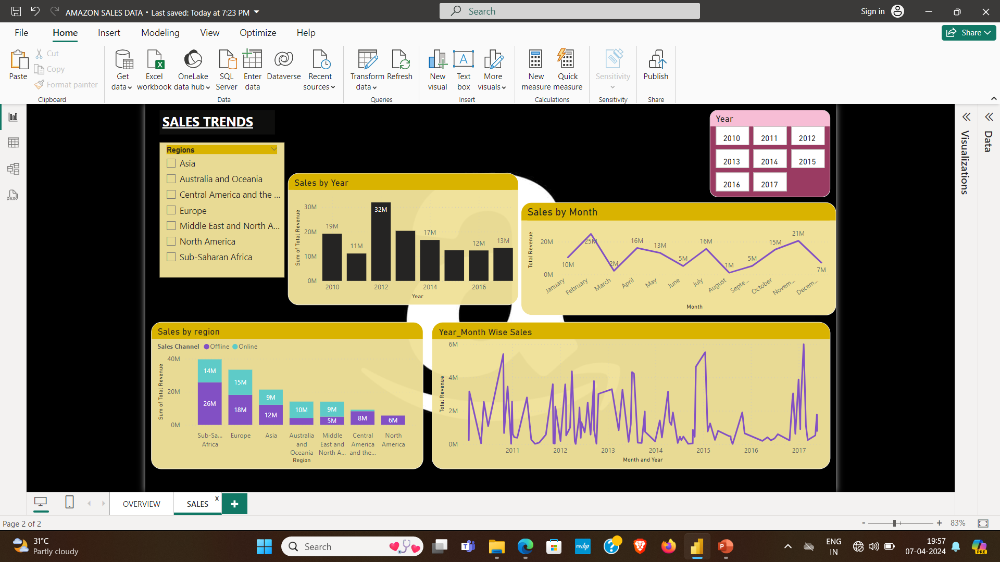 AMAZON SALES DATA • Last saved: Today at 7:23 PM
Search
Sign in
File Home Insert Modeling View Optimize Help
Share
Paste
Cut
Copy
Format painter
Clipboard
Get data
Excel workbook
OneLake data hub
SQL Server
Enter data
Dataverse
Recent sources
Data
Transform data
Refresh
Queries
New visual
Text box
More visuals
Insert
New measure
Quick measure
Calculations
Sensitivity
Sensitivity
Publish
Share
DAX
SALES TRENDS
Regions
Asia
Australia and Oceania
Central America and the ...
Europe
Middle East and North A...
North America
Sub-Saharan Africa
Year
2010 2011 2012
2013 2014 2015
2016 2017
Visualizations
Data
Sales by Year
Sum of Total Revenue
30M
20M
10M
0M
19M
11M
32M
17M
12M
13M
2010 2012 2014 2016
Year
Sales by Month
Total Revenue
20M
0M
10M
25M
2M
16M
13M
5M
16M
1M
5M
15M
21M
7M
January February March April May June July August Septe... October Novem... Decem...
Month
Sales by region
Sales Channel Offline Online
Sum of Total Revenue
40M
20M
0M
14M
26M
15M
18M
9M
12M
10M
9M
5M
8M
6M
Sub-Sa... Africa
Europe
Asia
Australia and Oceania
Middle East and North A...
Central America and the...
North America
Region
Year_Month Wise Sales
Total Revenue
6M
4M
2M
0M
2011 2012 2013 2014 2015 2016 2017
Month and Year
OVERVIEW
SALES
x
+
Page 2 of 2
- + 83%
31°C
Partly cloudy
Search
myhp
ENG
IN
19:57
07-04-2024
PRE